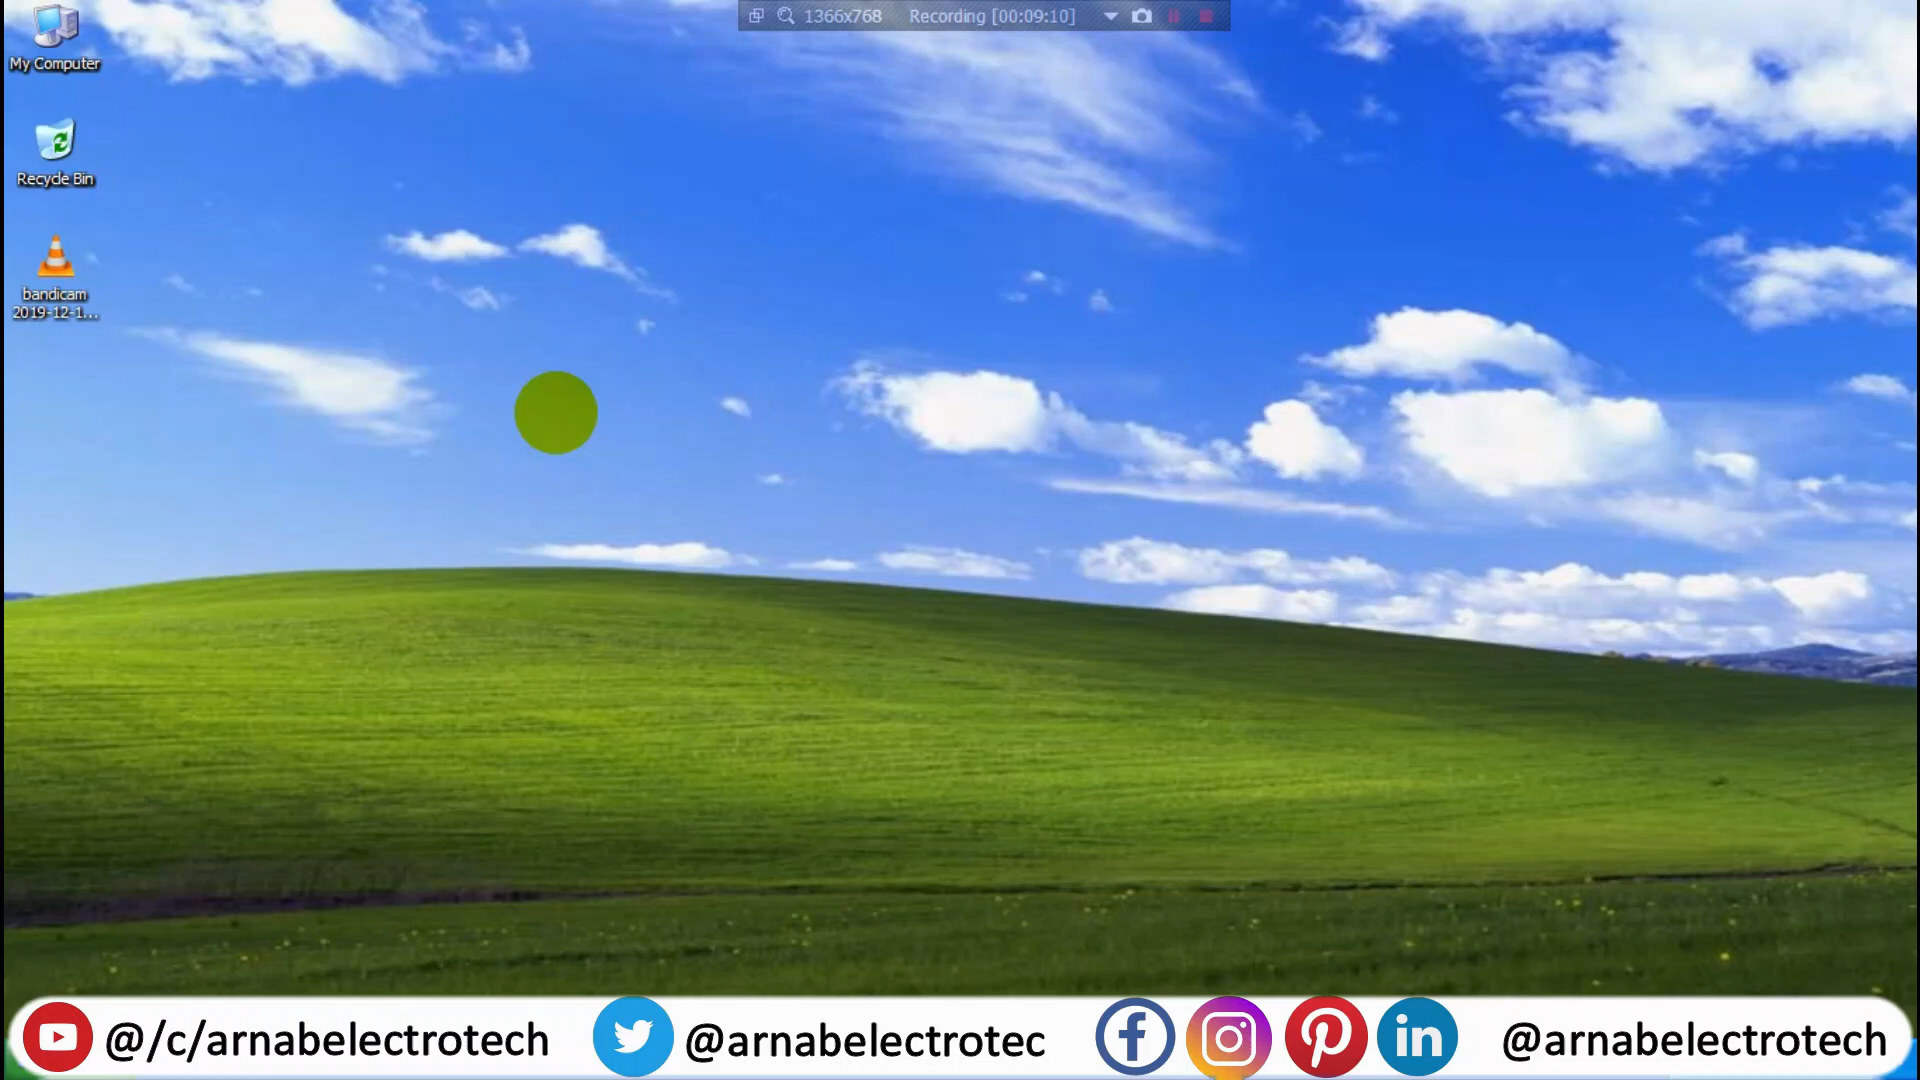 1366x768 Recording [00:09:10]
My Computer
Recycle Bin
bandicam
2019-12-1...
@/c/arnabelectrotech @arnabelectrotec @arnabelectrotech